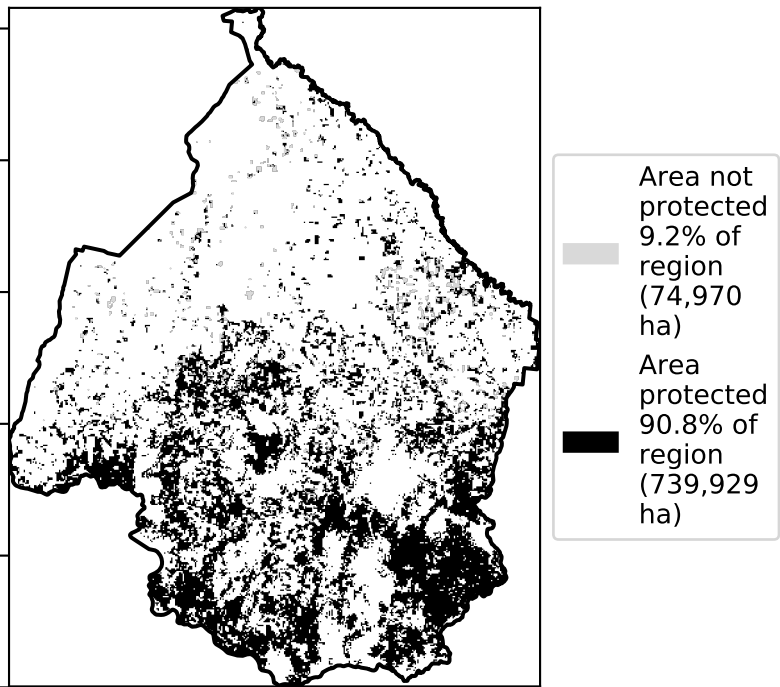 Area not
protected
9.2% of
region
(74,970
ha)
Area
protected
90.8% of
region
(739,929
ha)